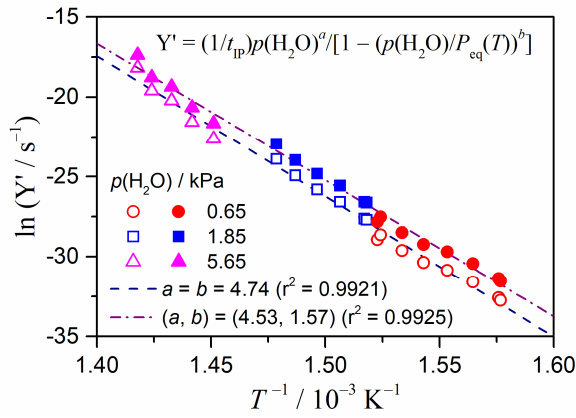 -15
-20
-25
-30
-35
ln (Y' / s⁻¹)
Y' = (1/t_IP)p(H₂O)ᵃ/[1 − (p(H₂O)/P_eq(T))ᵇ]
p(H₂O) / kPa
0.65
1.85
5.65
a = b = 4.74 (r² = 0.9921)
(a, b) = (4.53, 1.57) (r² = 0.9925)
1.40 1.45 1.50 1.55 1.60
T⁻¹ / 10⁻³ K⁻¹